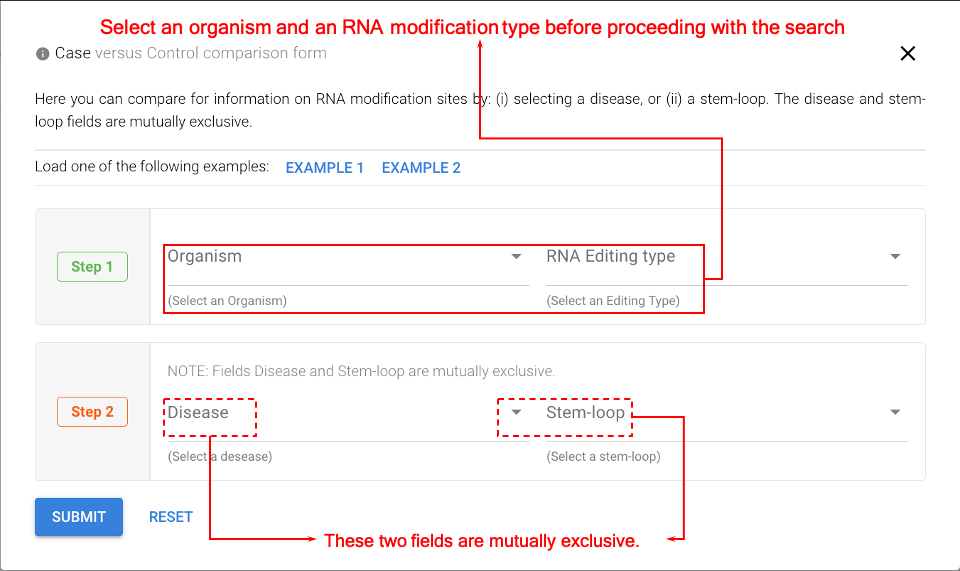 Select an organism and an RNA modification type before proceeding with the search
Case versus Control comparison form
Here you can compare for information on RNA modification sites by: (i) selecting a disease, or (ii) a stem-loop. The disease and stem-
loop fields are mutually exclusive.
Load one of the following examples: EXAMPLE 1 EXAMPLE 2
Step 1
Organism RNA Editing type
(Select an Organism) (Select an Editing Type)
NOTE: Fields Disease and Stem-loop are mutually exclusive.
Step 2
Disease Stem-loop
(Select a desease) (Select a stem-loop)
SUBMIT RESET
These two fields are mutually exclusive.